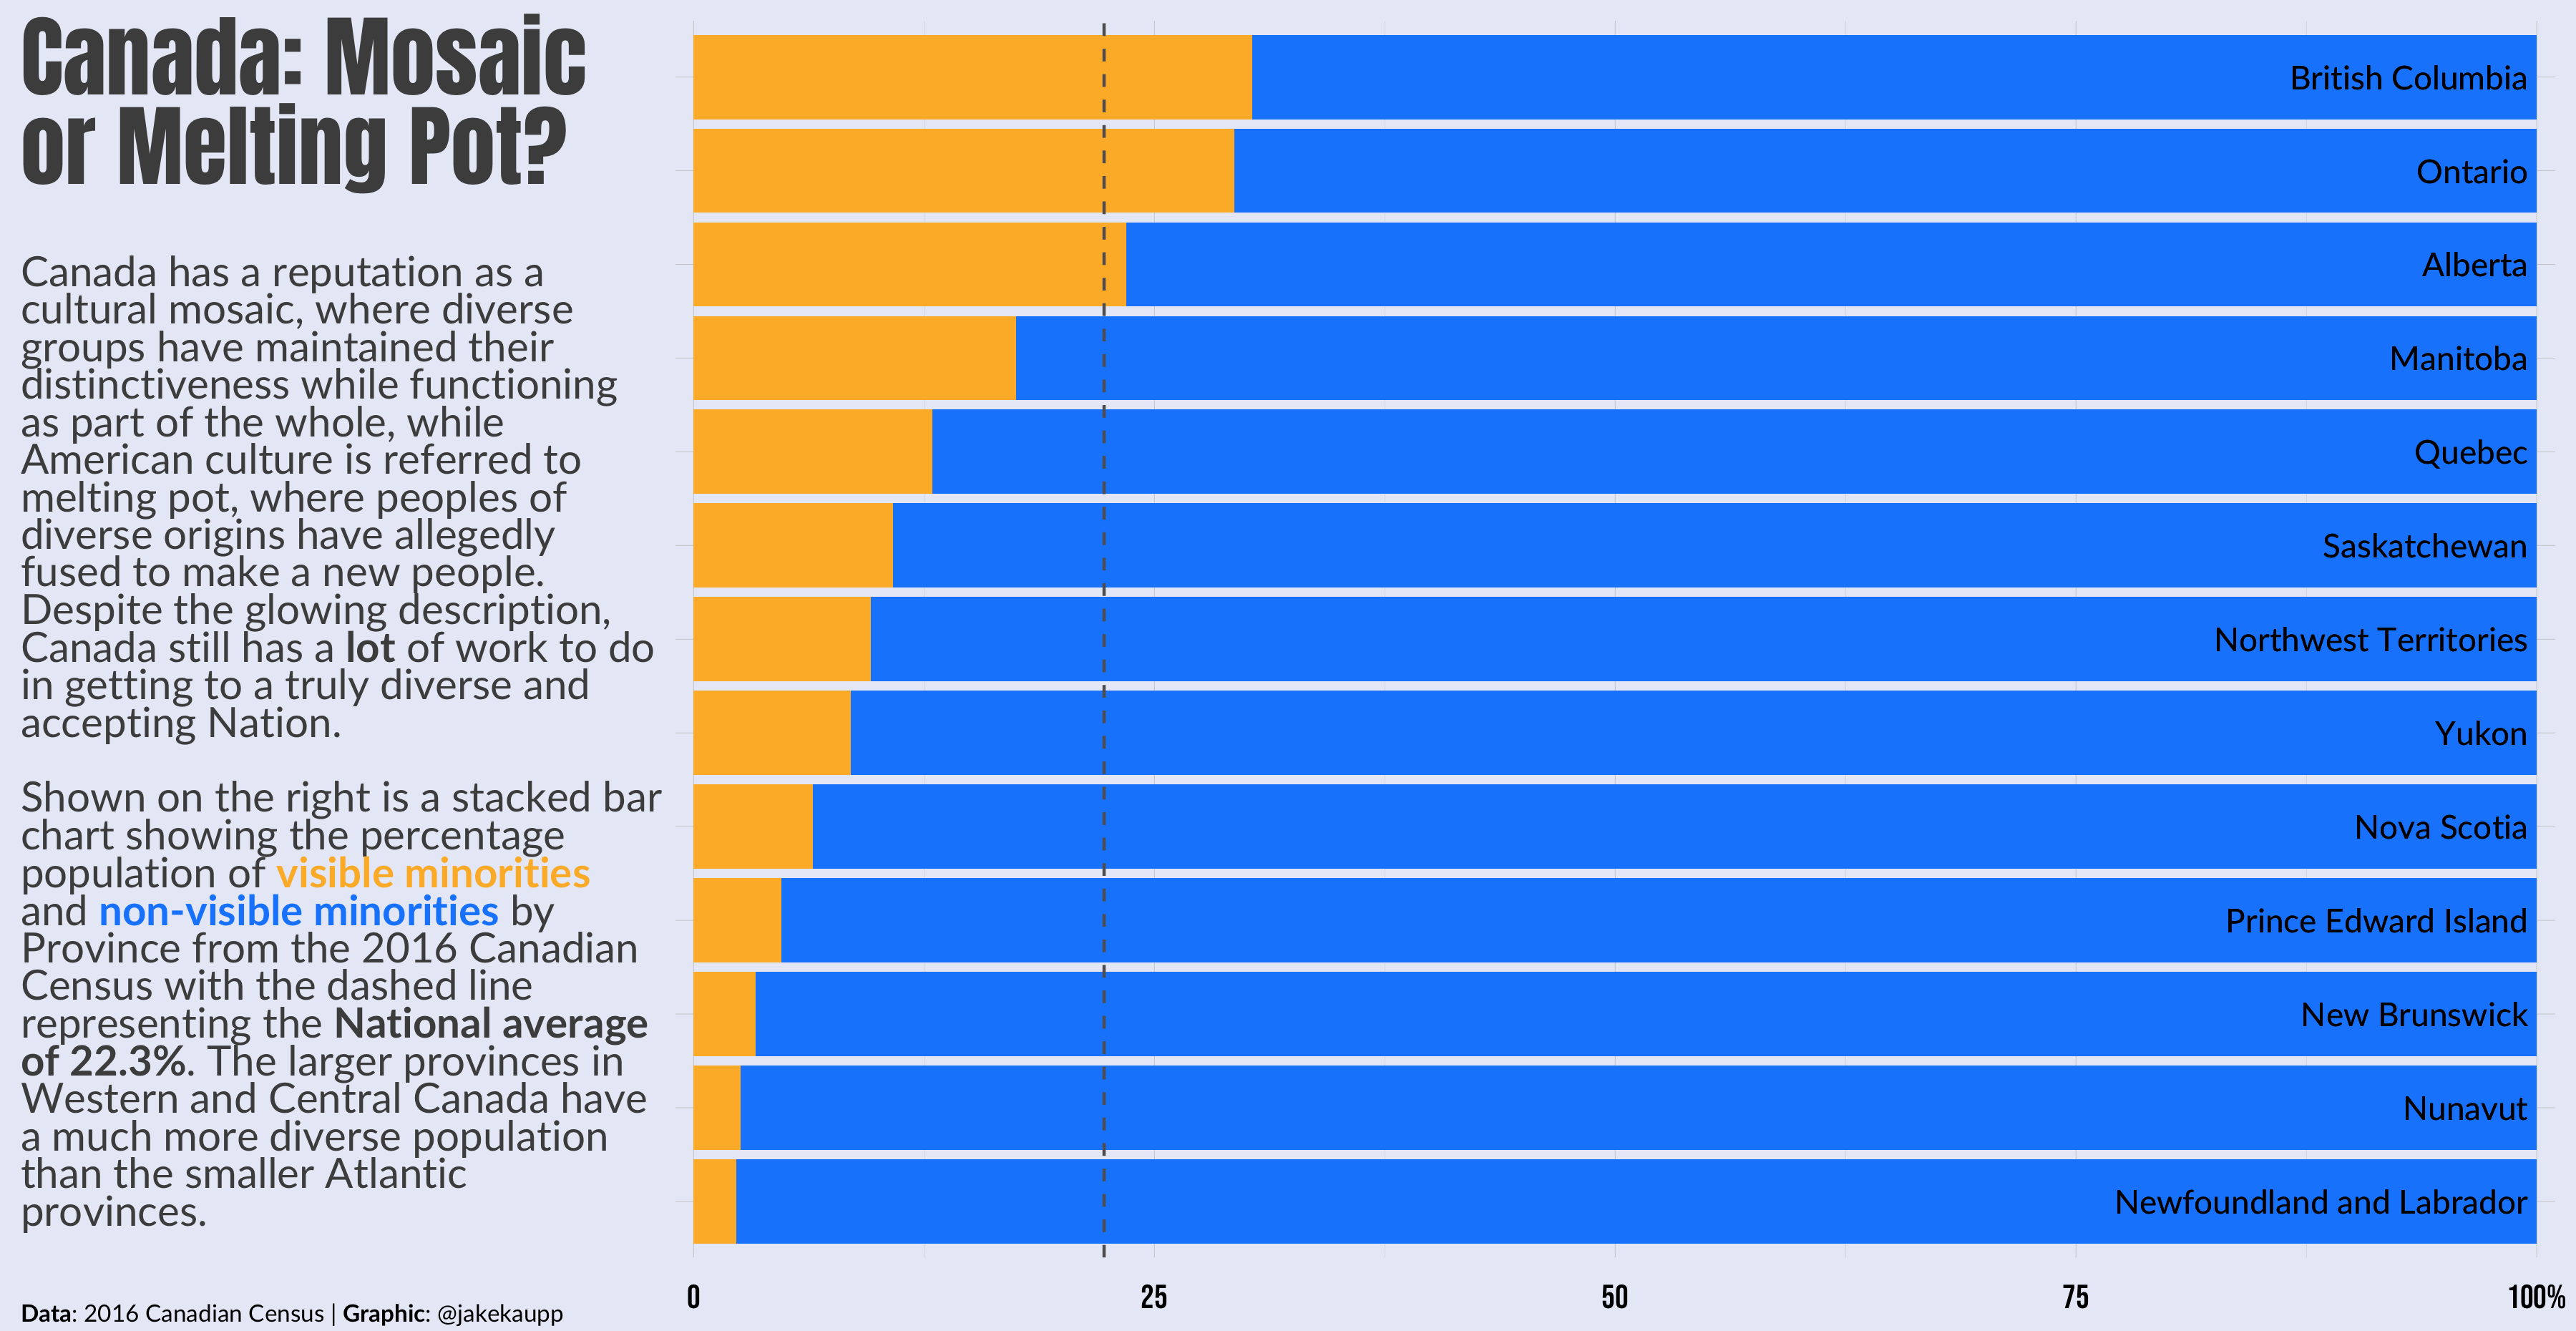 Canada: Mosaic
or Melting Pot?
Canada has a reputation as a
cultural mosaic, where diverse
groups have maintained their
distinctiveness while functioning
as part of the whole, while
American culture is referred to
melting pot, where peoples of
diverse origins have allegedly
fused to make a new people.
Despite the glowing description,
Canada still has a lot of work to do
in getting to a truly diverse and
accepting Nation.
Shown on the right is a stacked bar
chart showing the percentage
population of visible minorities
and non-visible minorities by
Province from the 2016 Canadian
Census with the dashed line
representing the National average
of 22.3%. The larger provinces in
Western and Central Canada have
a much more diverse population
than the smaller Atlantic
provinces.
Data: 2016 Canadian Census | Graphic: @jakekaupp
British Columbia
Ontario
Alberta
Manitoba
Quebec
Saskatchewan
Northwest Territories
Yukon
Nova Scotia
Prince Edward Island
New Brunswick
Nunavut
Newfoundland and Labrador
0 25 50 75 100%